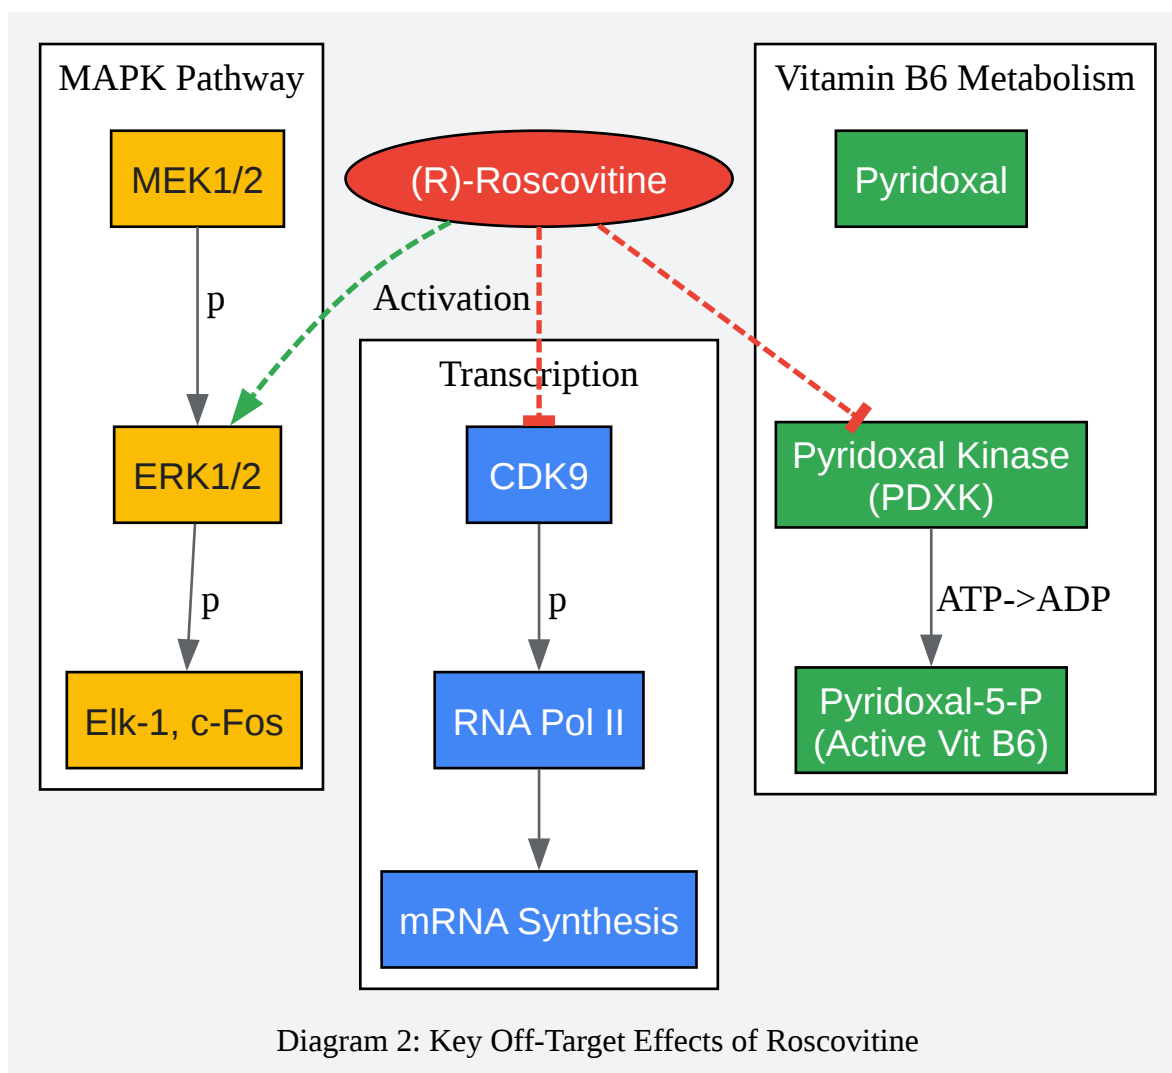 MAPK Pathway
MEK1/2
p
ERK1/2
p
Elk-1, c-Fos
(R)-Roscovitine
Activation
Transcription
CDK9
p
RNA Pol II
mRNA Synthesis
Vitamin B6 Metabolism
Pyridoxal
Pyridoxal Kinase
(PDXK)
ATP->ADP
Pyridoxal-5-P
(Active Vit B6)
Diagram 2: Key Off-Target Effects of Roscovitine